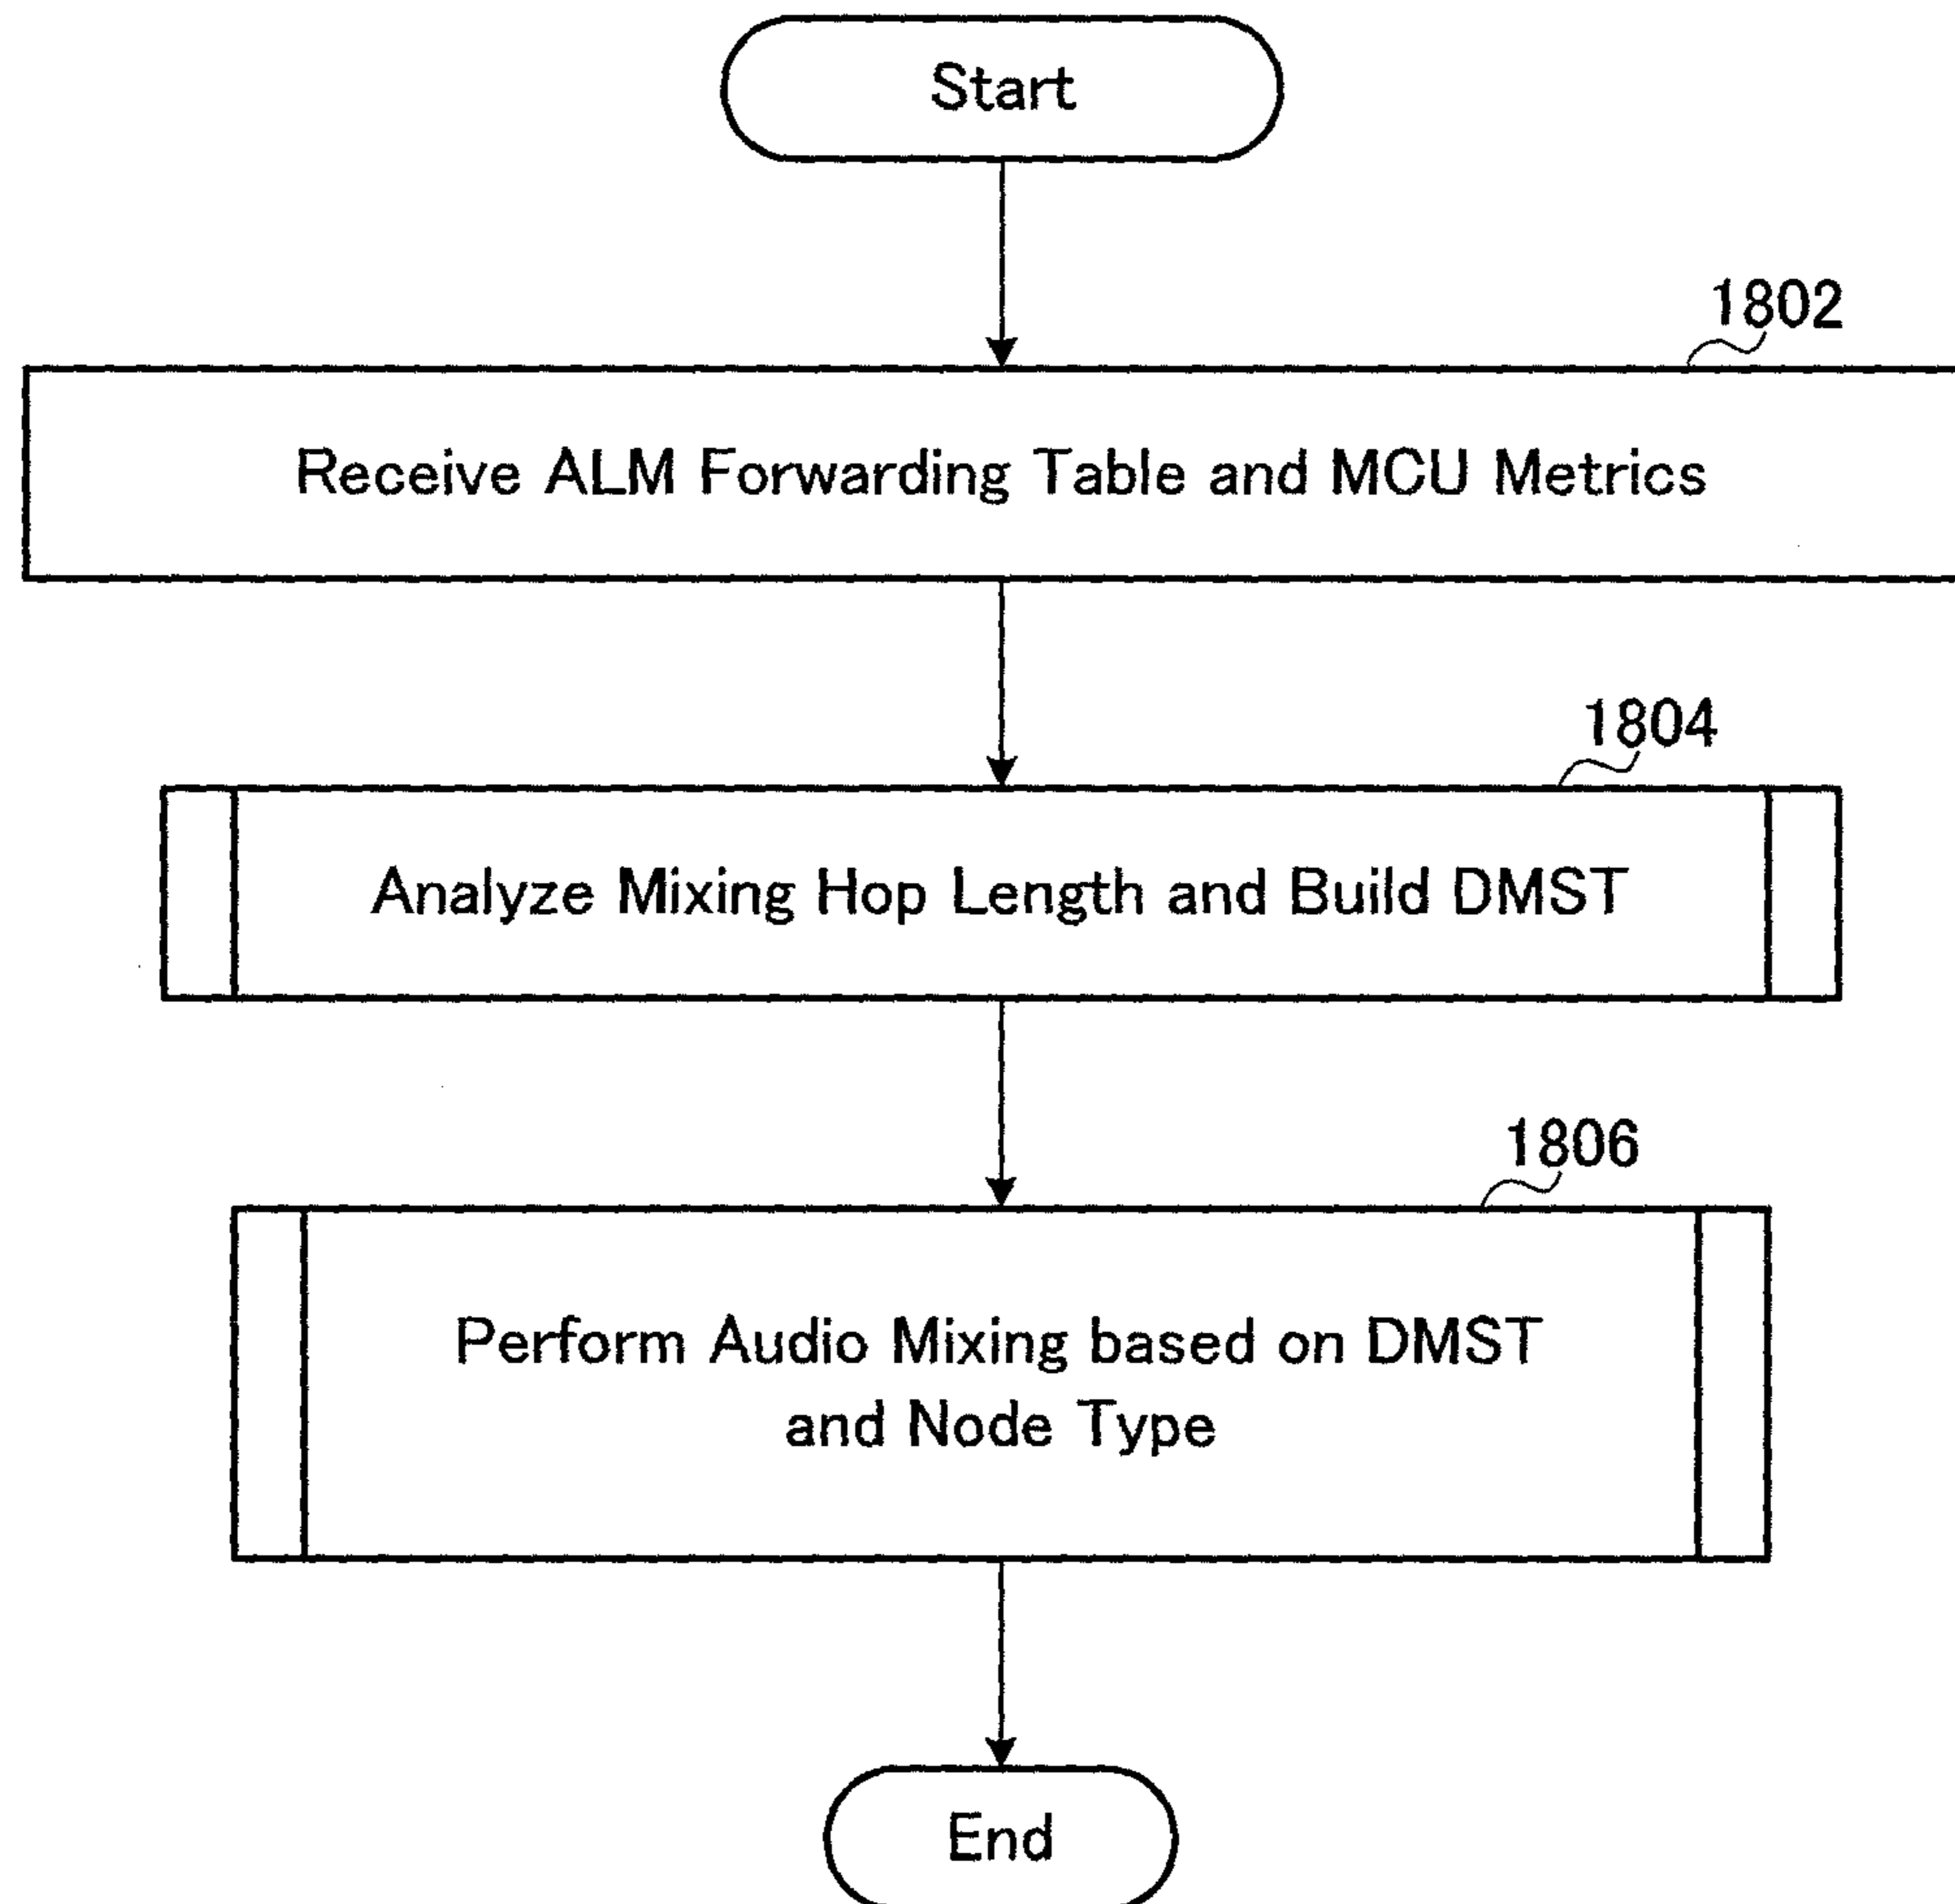 Start
1802
Receive ALM Forwarding Table and MCU Metrics
1804
Analyze Mixing Hop Length and Build DMST
1806
Perform Audio Mixing based on DMST
and Node Type
End